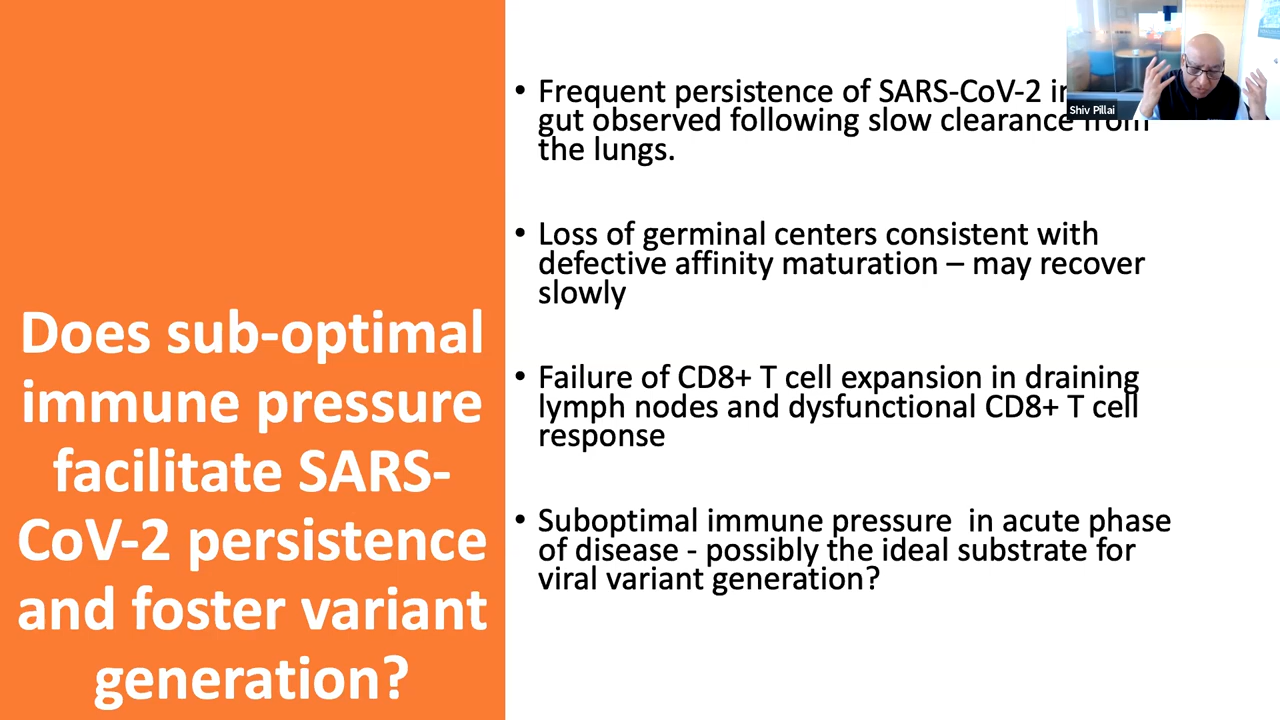 Does sub-optimal
immune pressure
facilitate SARS-
CoV-2 persistence
and foster variant
generation?
• Frequent persistence of SARS-CoV-2
gut observed following slow clearance from
the lungs.
• Loss of germinal centers consistent with
defective affinity maturation – may recover
slowly
• Failure of CD8+ T cell expansion in draining
lymph nodes and dysfunctional CD8+ T cell
response
• Suboptimal immune pressure  in acute phase
of disease - possibly the ideal substrate for
viral variant generation?
Shiv Pillai